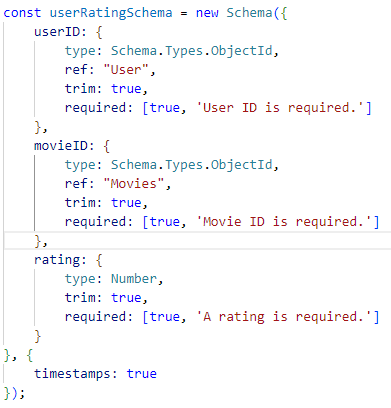 const userRatingSchema = new Schema({
    userID: {
        type: Schema.Types.ObjectId,
        ref: "User",
        trim: true,
        required: [true, 'User ID is required.']
    },
    movieID: {
        type: Schema.Types.ObjectId,
        ref: "Movies",
        trim: true,
        required: [true, 'Movie ID is required.']
    },
    rating: {
        type: Number,
        trim: true,
        required: [true, 'A rating is required.']
    }
}, {
    timestamps: true
});